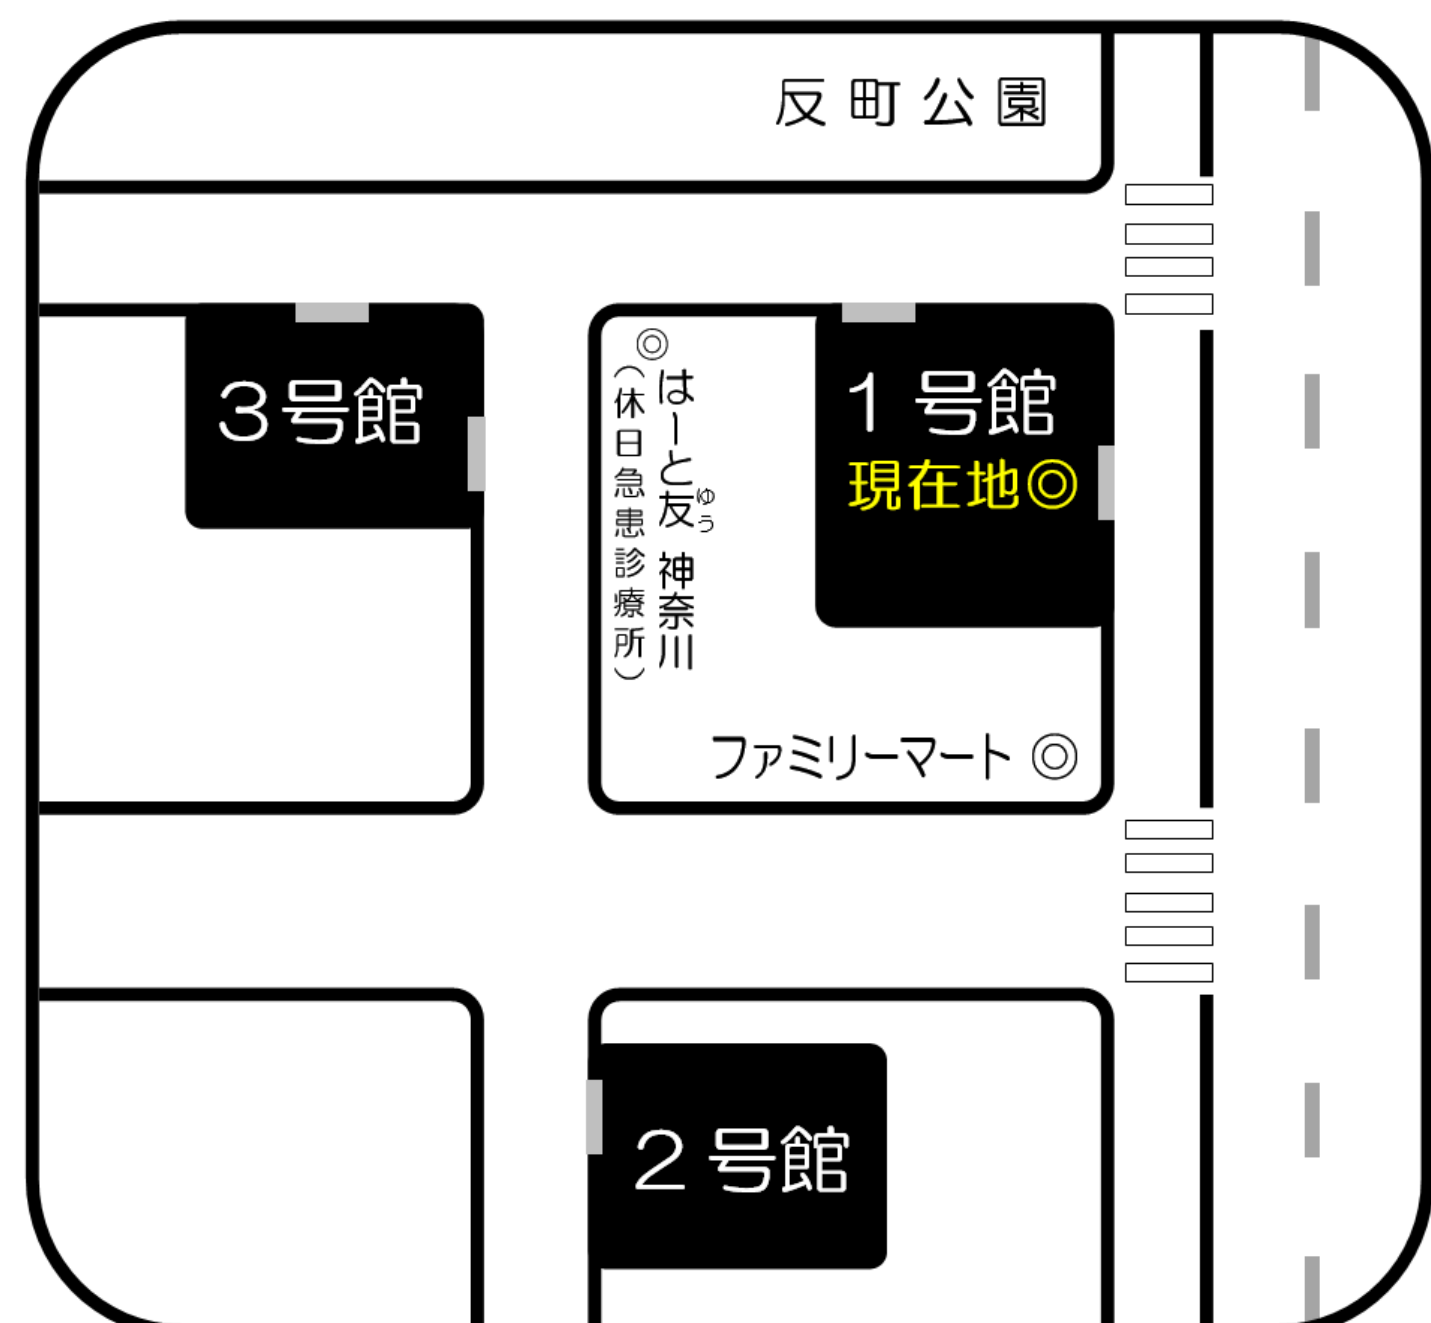 反町公園
3号館
1号館
現在地◎
◎
はーと友 神奈川
ゆう
(休日急患診療所)
ファミリーマート ◎
2号館